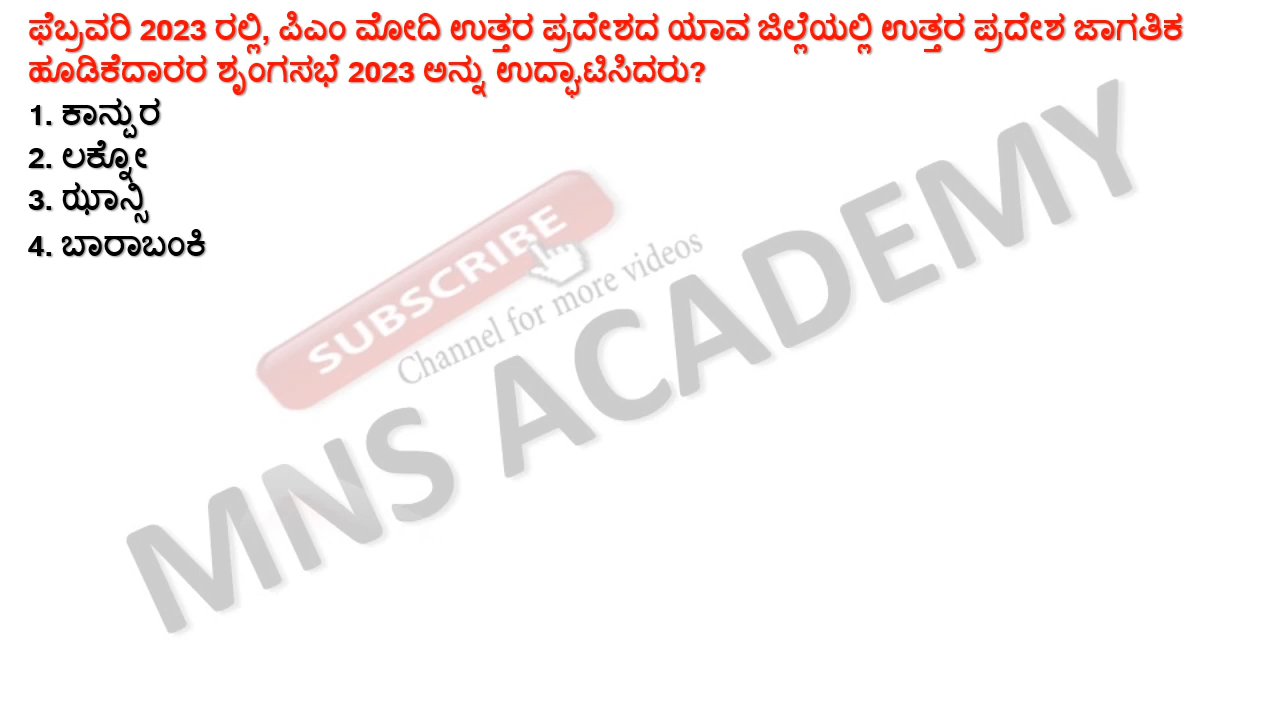 ಫೆಬ್ರವರಿ 2023 ರಲ್ಲಿ, ಪಿಎಂ ಮೋದಿ ಉತ್ತರ ಪ್ರದೇಶದ ಯಾವ ಜಿಲ್ಲೆಯಲ್ಲಿ ಉತ್ತರ ಪ್ರದೇಶ ಜಾಗತಿಕ
ಹೂಡಿಕೆದಾರರ ಶೃಂಗಸಭೆ 2023 ಅನ್ನು ಉದ್ಘಾಟಿಸಿದರು?
1. ಕಾನ್ಪುರ
2. ಲಕ್ನೋ
3. ಝಾನ್ಸಿ
4. ಬಾರಾಬಂಕಿ
SUBSCRIBE
Channel for more videos
MNS ACADEMY